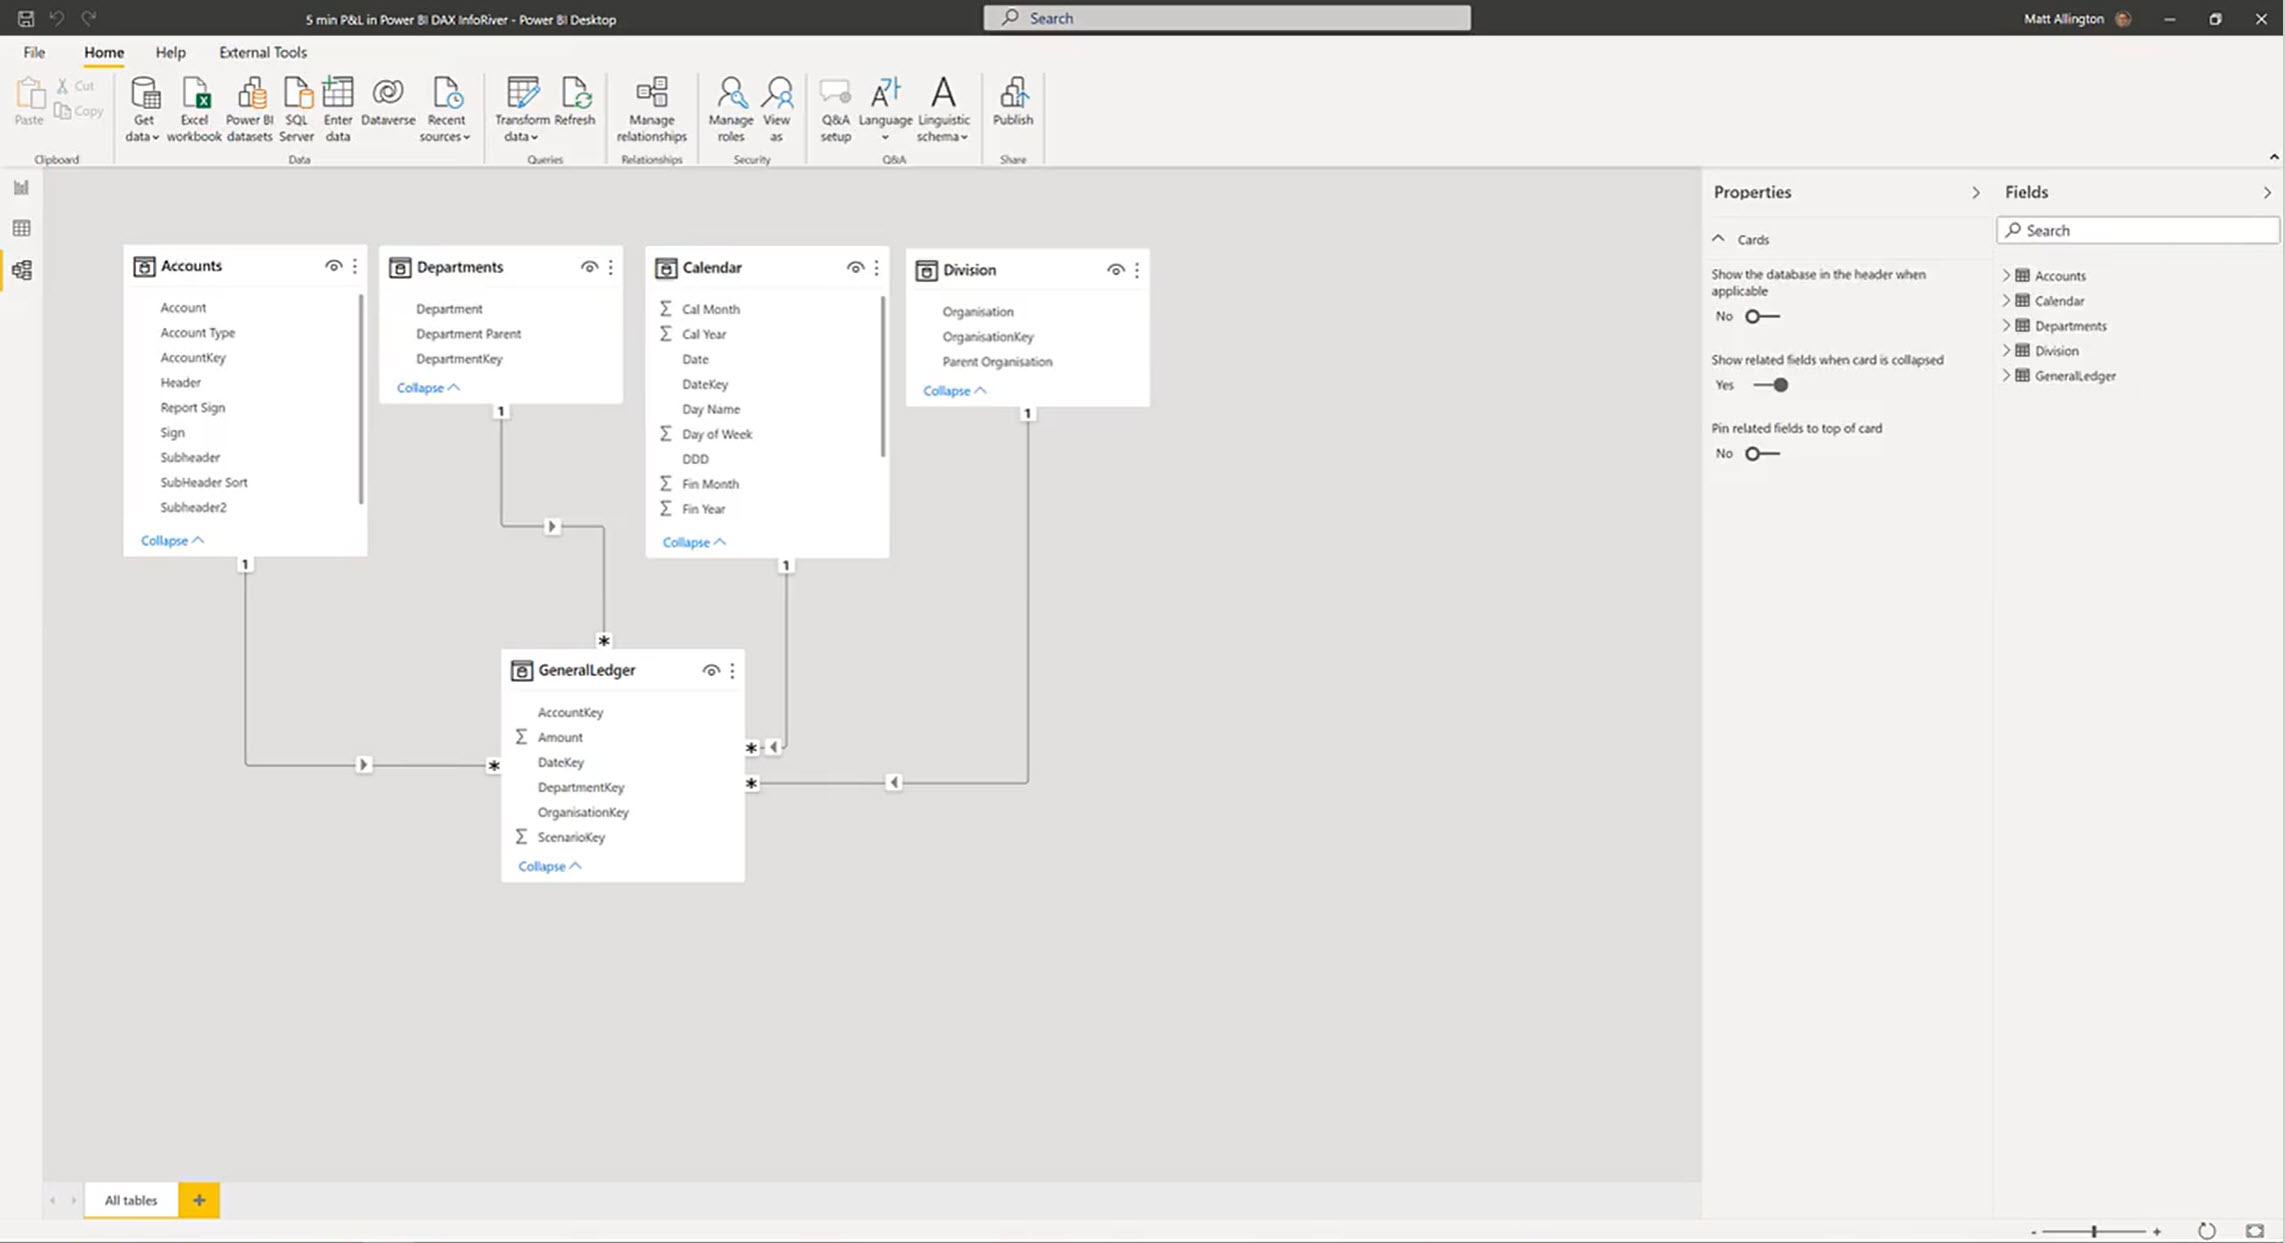 5 min P&L in Power BI DAX InfoRiver - Power BI Desktop
Search
Matt Allington
File
Home
Help
External Tools
Paste
Cut
Copy
Clipboard
Get data
Excel workbook
Power BI datasets
SQL Server
Enter data
Dataverse
Recent sources
Data
Transform data
Refresh
Queries
Manage relationships
Relationships
Manage roles
View as
Security
Q&A setup
Language
Linguistic schema
Q&A
Publish
Share
Accounts
Account
Account Type
AccountKey
Header
Report Sign
Sign
Subheader
SubHeader Sort
Subheader2
Collapse
1
Departments
Department
Department Parent
DepartmentKey
Collapse
1
Calendar
Σ Cal Month
Σ Cal Year
Date
DateKey
Day Name
Σ Day of Week
DDD
Σ Fin Month
Σ Fin Year
Collapse
1
Division
Organisation
OrganisationKey
Parent Organisation
Collapse
1
*
*
*
*
GeneralLedger
AccountKey
Σ Amount
DateKey
DepartmentKey
OrganisationKey
Σ ScenarioKey
Collapse
Properties
Cards
Show the database in the header when
applicable
No
Show related fields when card is collapsed
Yes
Pin related fields to top of card
No
Fields
Search
Accounts
Calendar
Departments
Division
GeneralLedger
All tables
+
- +